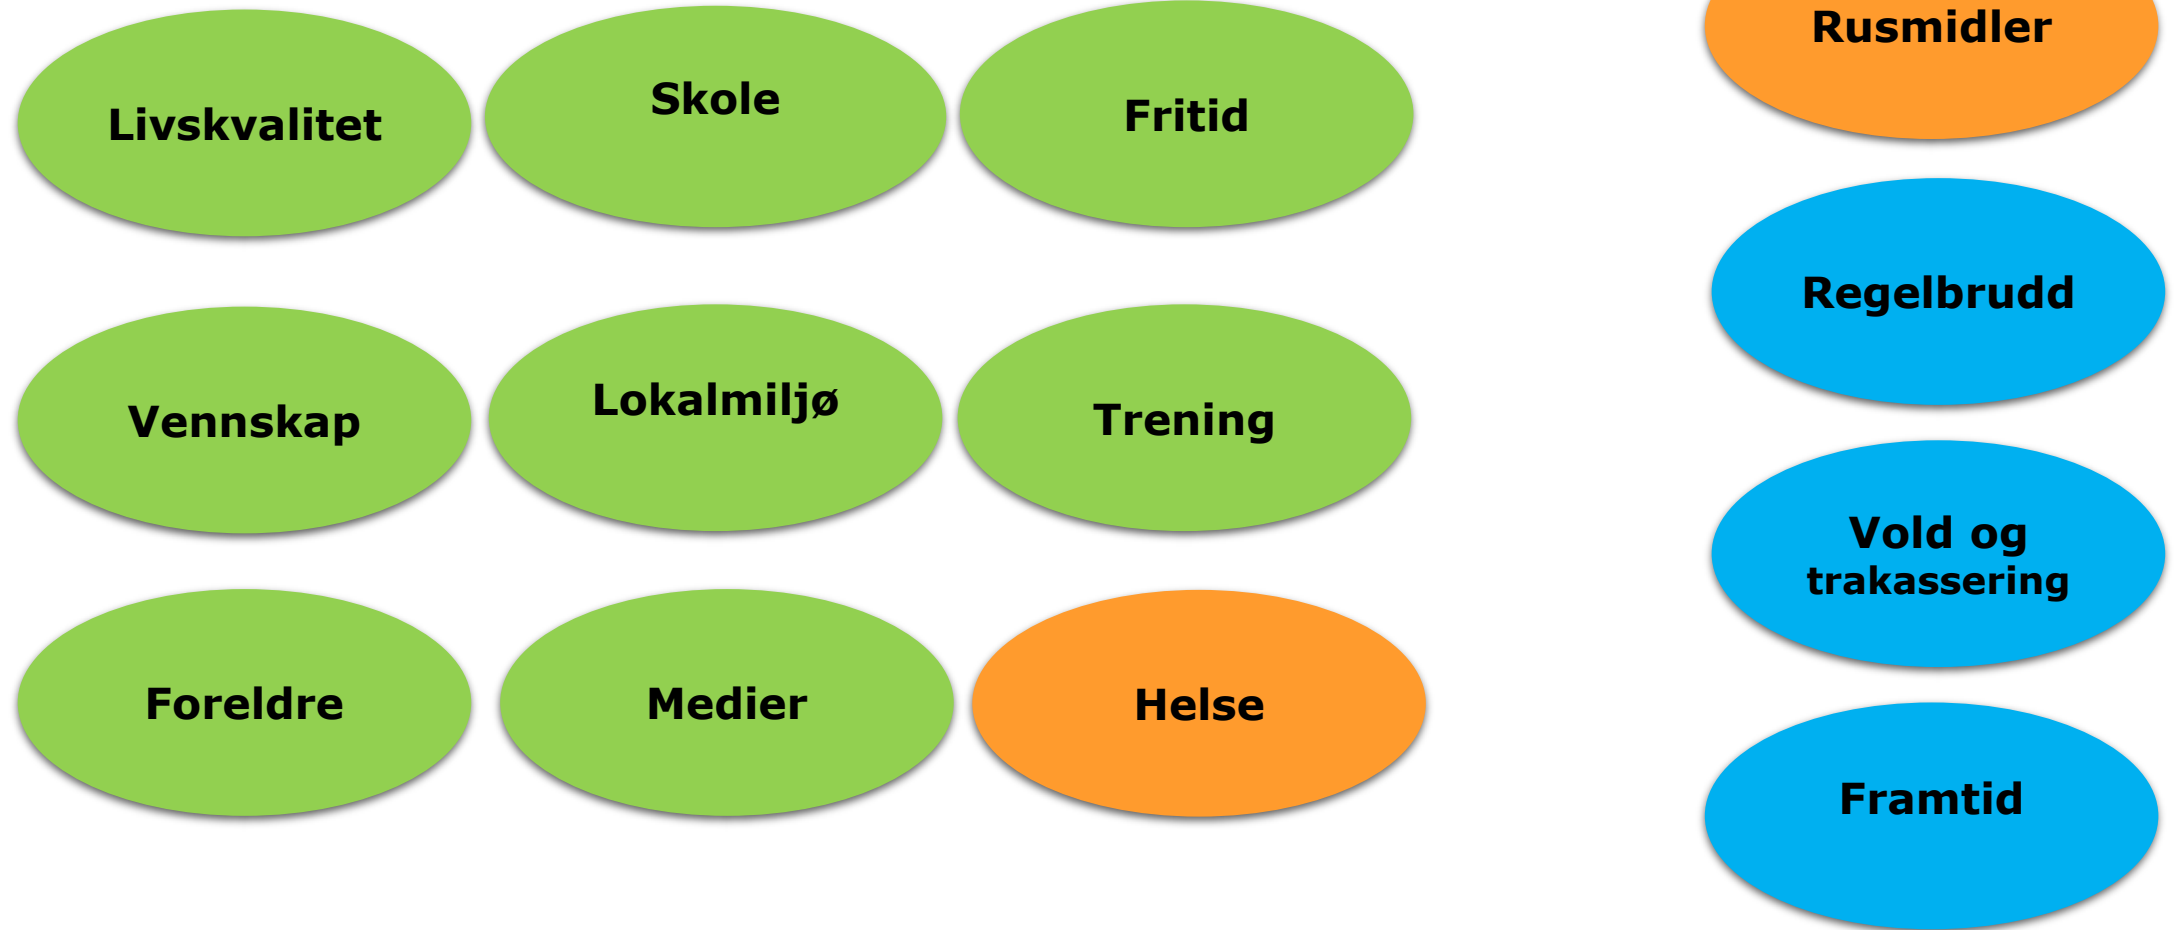 Livskvalitet
Skole
Fritid
Vennskap
Lokalmiljø
Trening
Foreldre
Medier
Helse
Rusmidler
Regelbrudd
Vold og
trakassering
Framtid